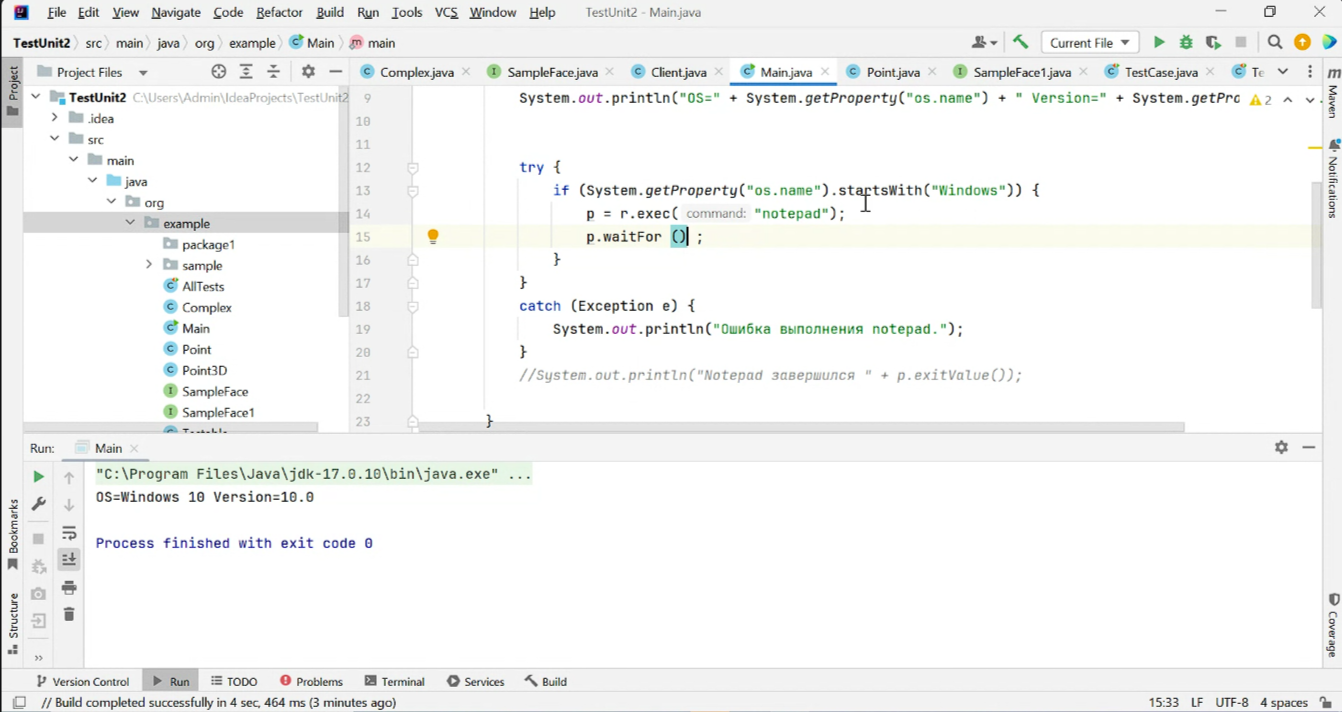 File Edit View Navigate Code Refactor Build Run Tools VCS Window Help TestUnit2 - Main.java
TestUnit2 src main java org example Main main Current File
Project Files Complex.java SampleFace.java Client.java Main.java Point.java SampleFace1.java TestCase.java Te
Project
TestUnit2 C:\Users\Admin\IdeaProjects\TestUnit2
.idea
src
main
java
org
example
package1
sample
AllTests
Complex
Main
Point
Point3D
SampleFace
SampleFace1
9 System.out.println("OS=" + System.getProperty("os.name") + " Version=" + System.getPro 2
10
11
12 try {
13 if (System.getProperty("os.name").startsWith("Windows")) {
14 p = r.exec( command: "notepad");
15 p.waitFor () ;
16 }
17 }
18 catch (Exception e) {
19 System.out.println("Ошибка выполнения notepad.");
20 }
21 //System.out.println("Notepad завершился " + p.exitValue());
22
23 }
Maven
Notifications
Coverage
Bookmarks
Structure
Run: Main
"C:\Program Files\Java\jdk-17.0.10\bin\java.exe" ...
OS=Windows 10 Version=10.0
Process finished with exit code 0
Version Control Run TODO Problems Terminal Services Build
// Build completed successfully in 4 sec, 464 ms (3 minutes ago) 15:33 LF UTF-8 4 spaces